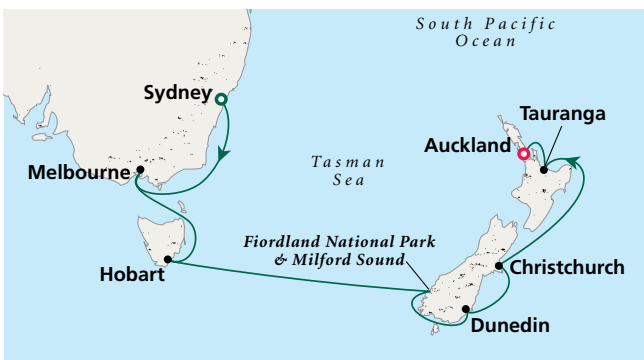 South Pacific
Ocean
Sydney
Tauranga
Auckland
Melbourne
Tasman
Sea
Fiordland National Park
& Milford Sound
Hobart
Christchurch
Dunedin